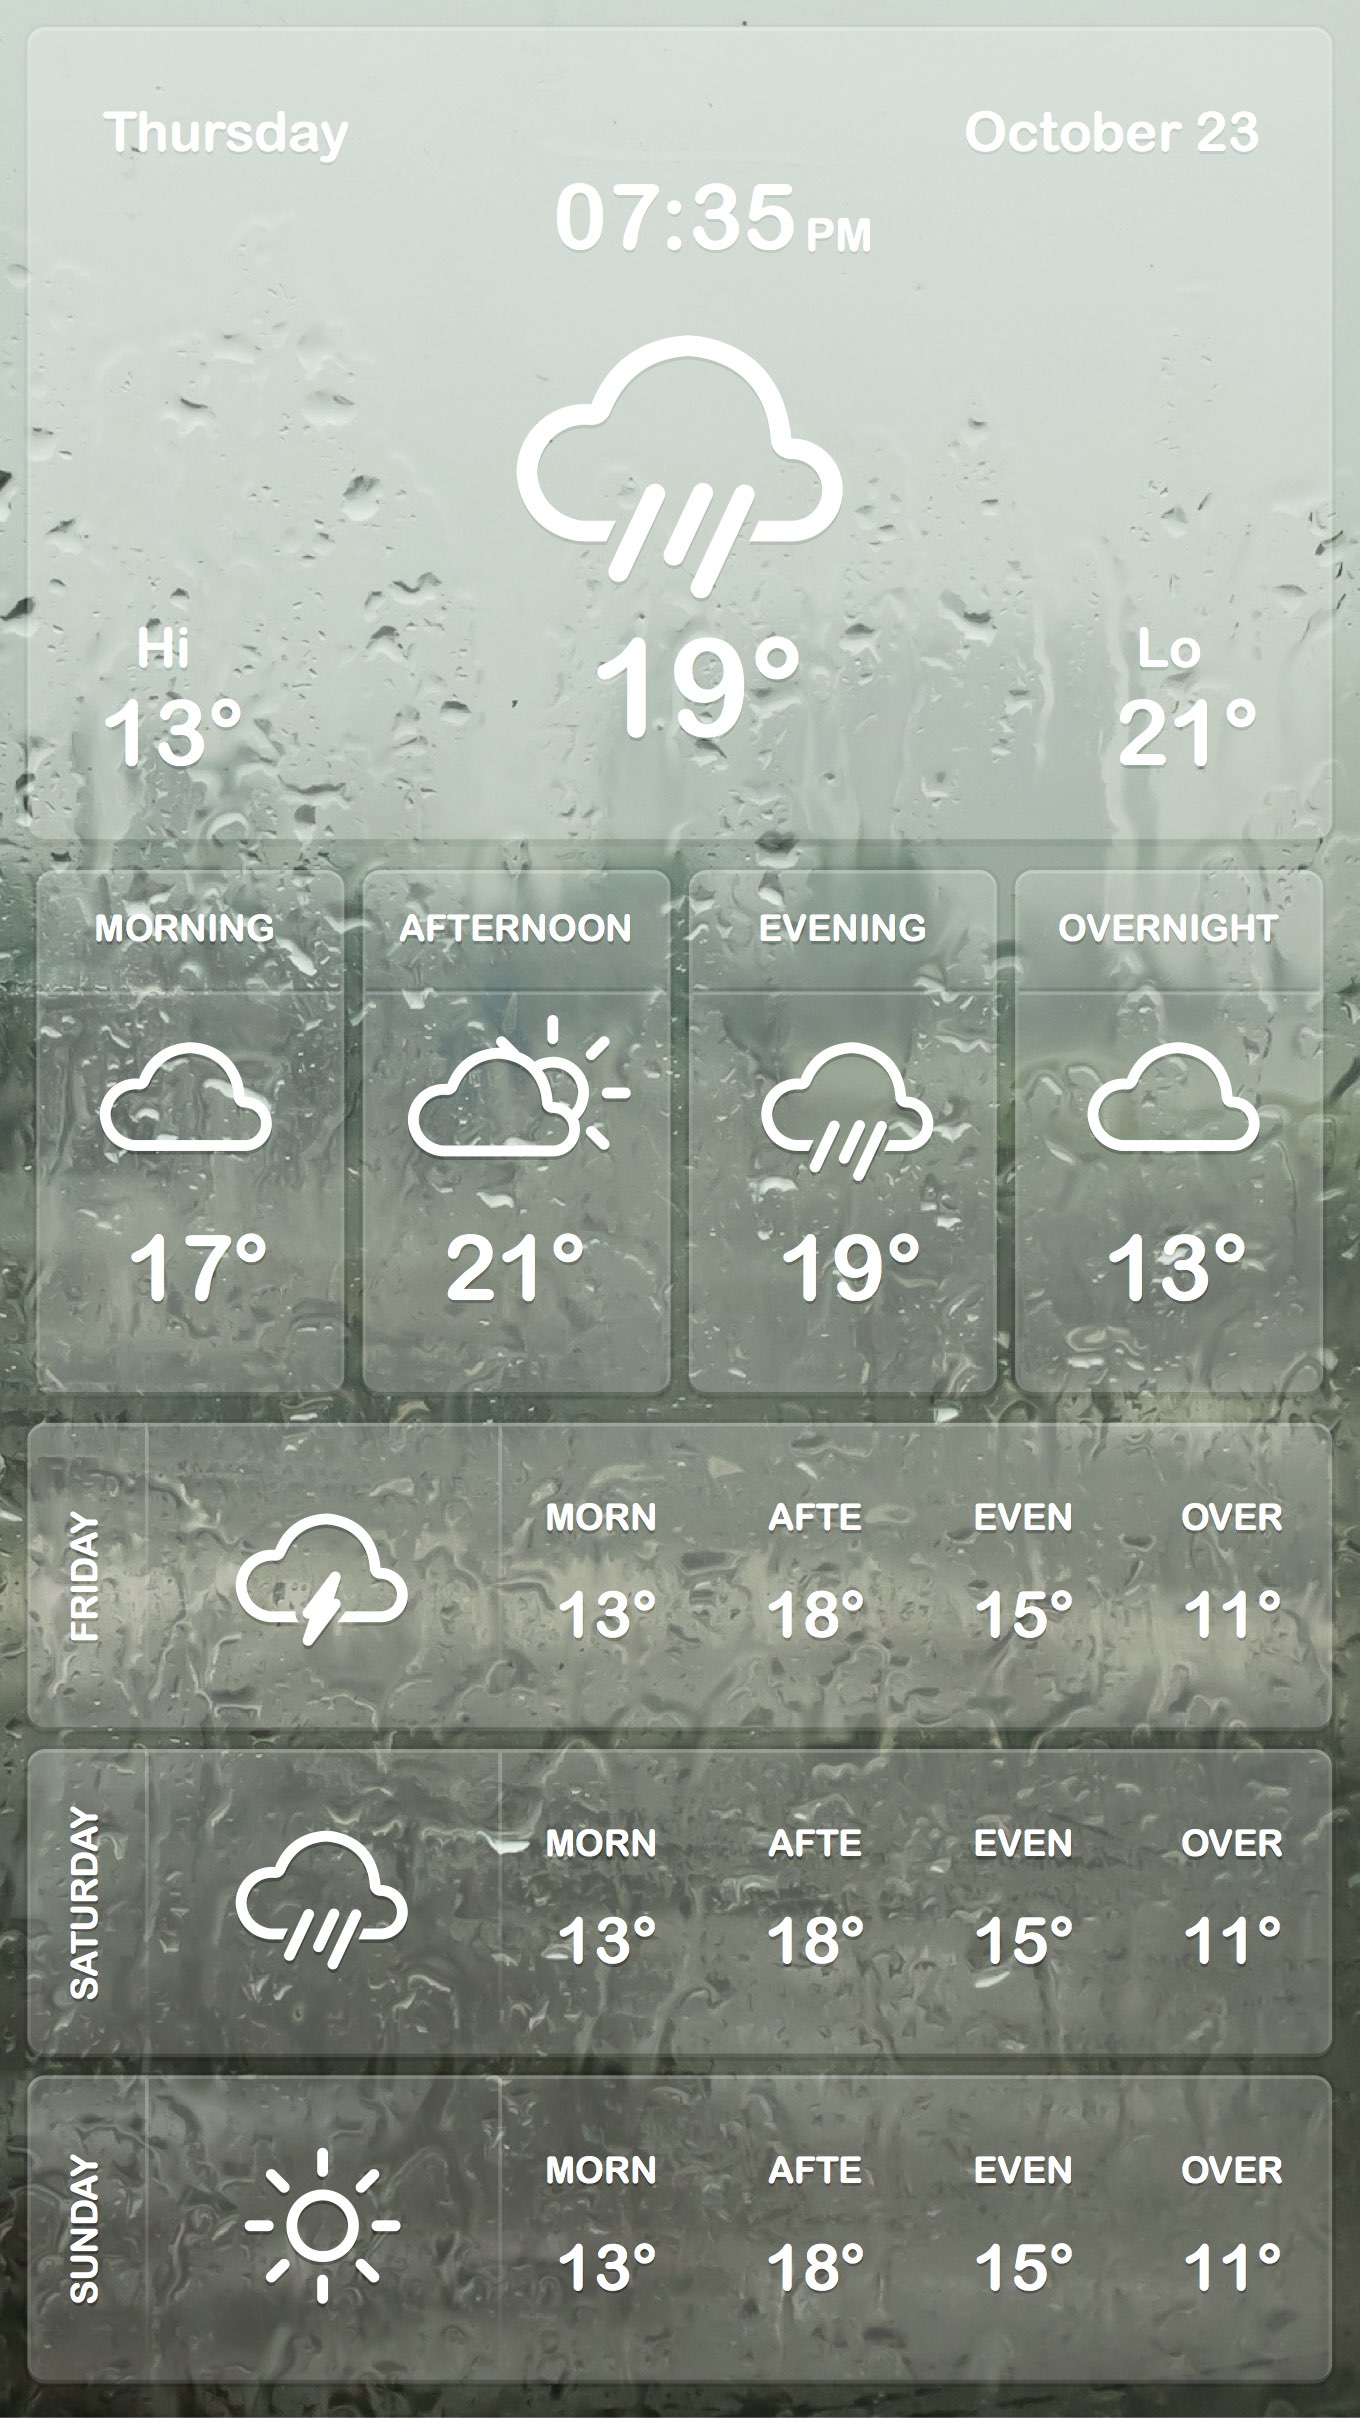 Thursday
October 23
07:35 PM
Hi
13°
19°
Lo
21°
MORNING
17°
AFTERNOON
21°
EVENING
19°
OVERNIGHT
13°
FRIDAY
MORN AFTE EVEN OVER
13° 18° 15° 11°
SATURDAY
MORN AFTE EVEN OVER
13° 18° 15° 11°
SUNDAY
MORN AFTE EVEN OVER
13° 18° 15° 11°